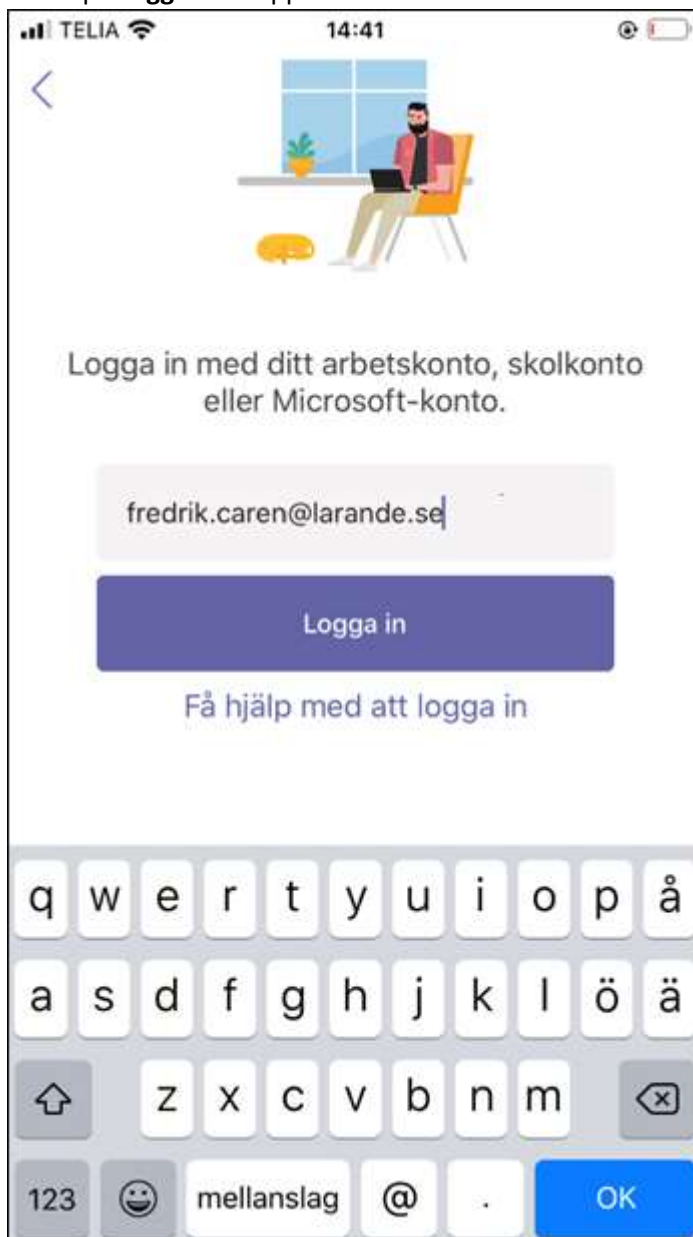 TELIA 14:41
Logga in med ditt arbetskonto, skolkonto
eller Microsoft-konto.
fredrik.caren@larande.se
Logga in
Få hjälp med att logga in
q w e r t y u i o p å
a s d f g h j k l ö ä
z x c v b n m
123 mellanslag @ . OK